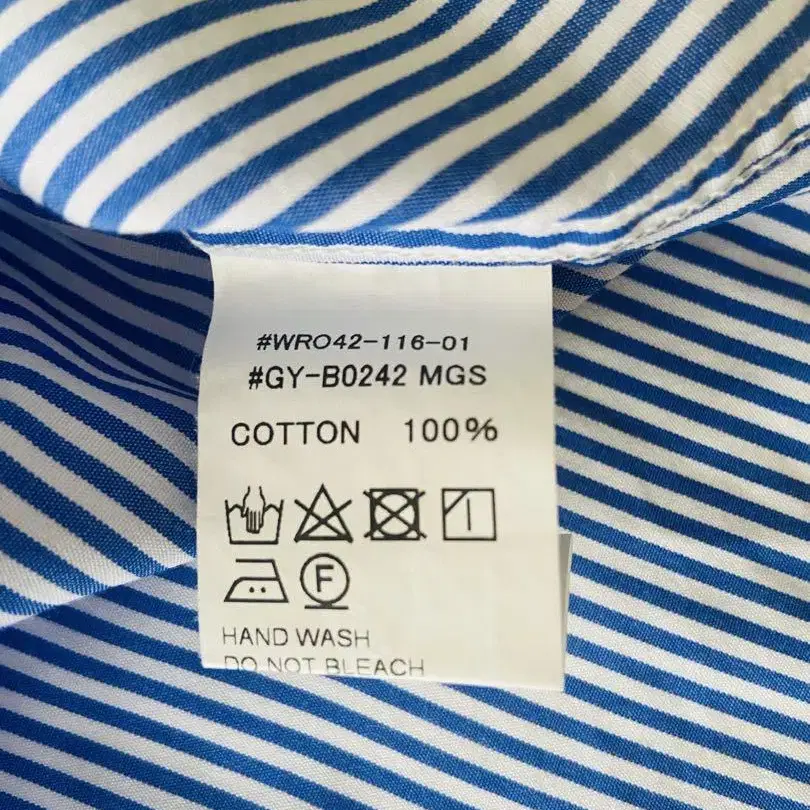 #WRO42-116-01
#GY-B0242 MGS
COTTON 100%
F
HAND WASH
DO NOT BLEACH